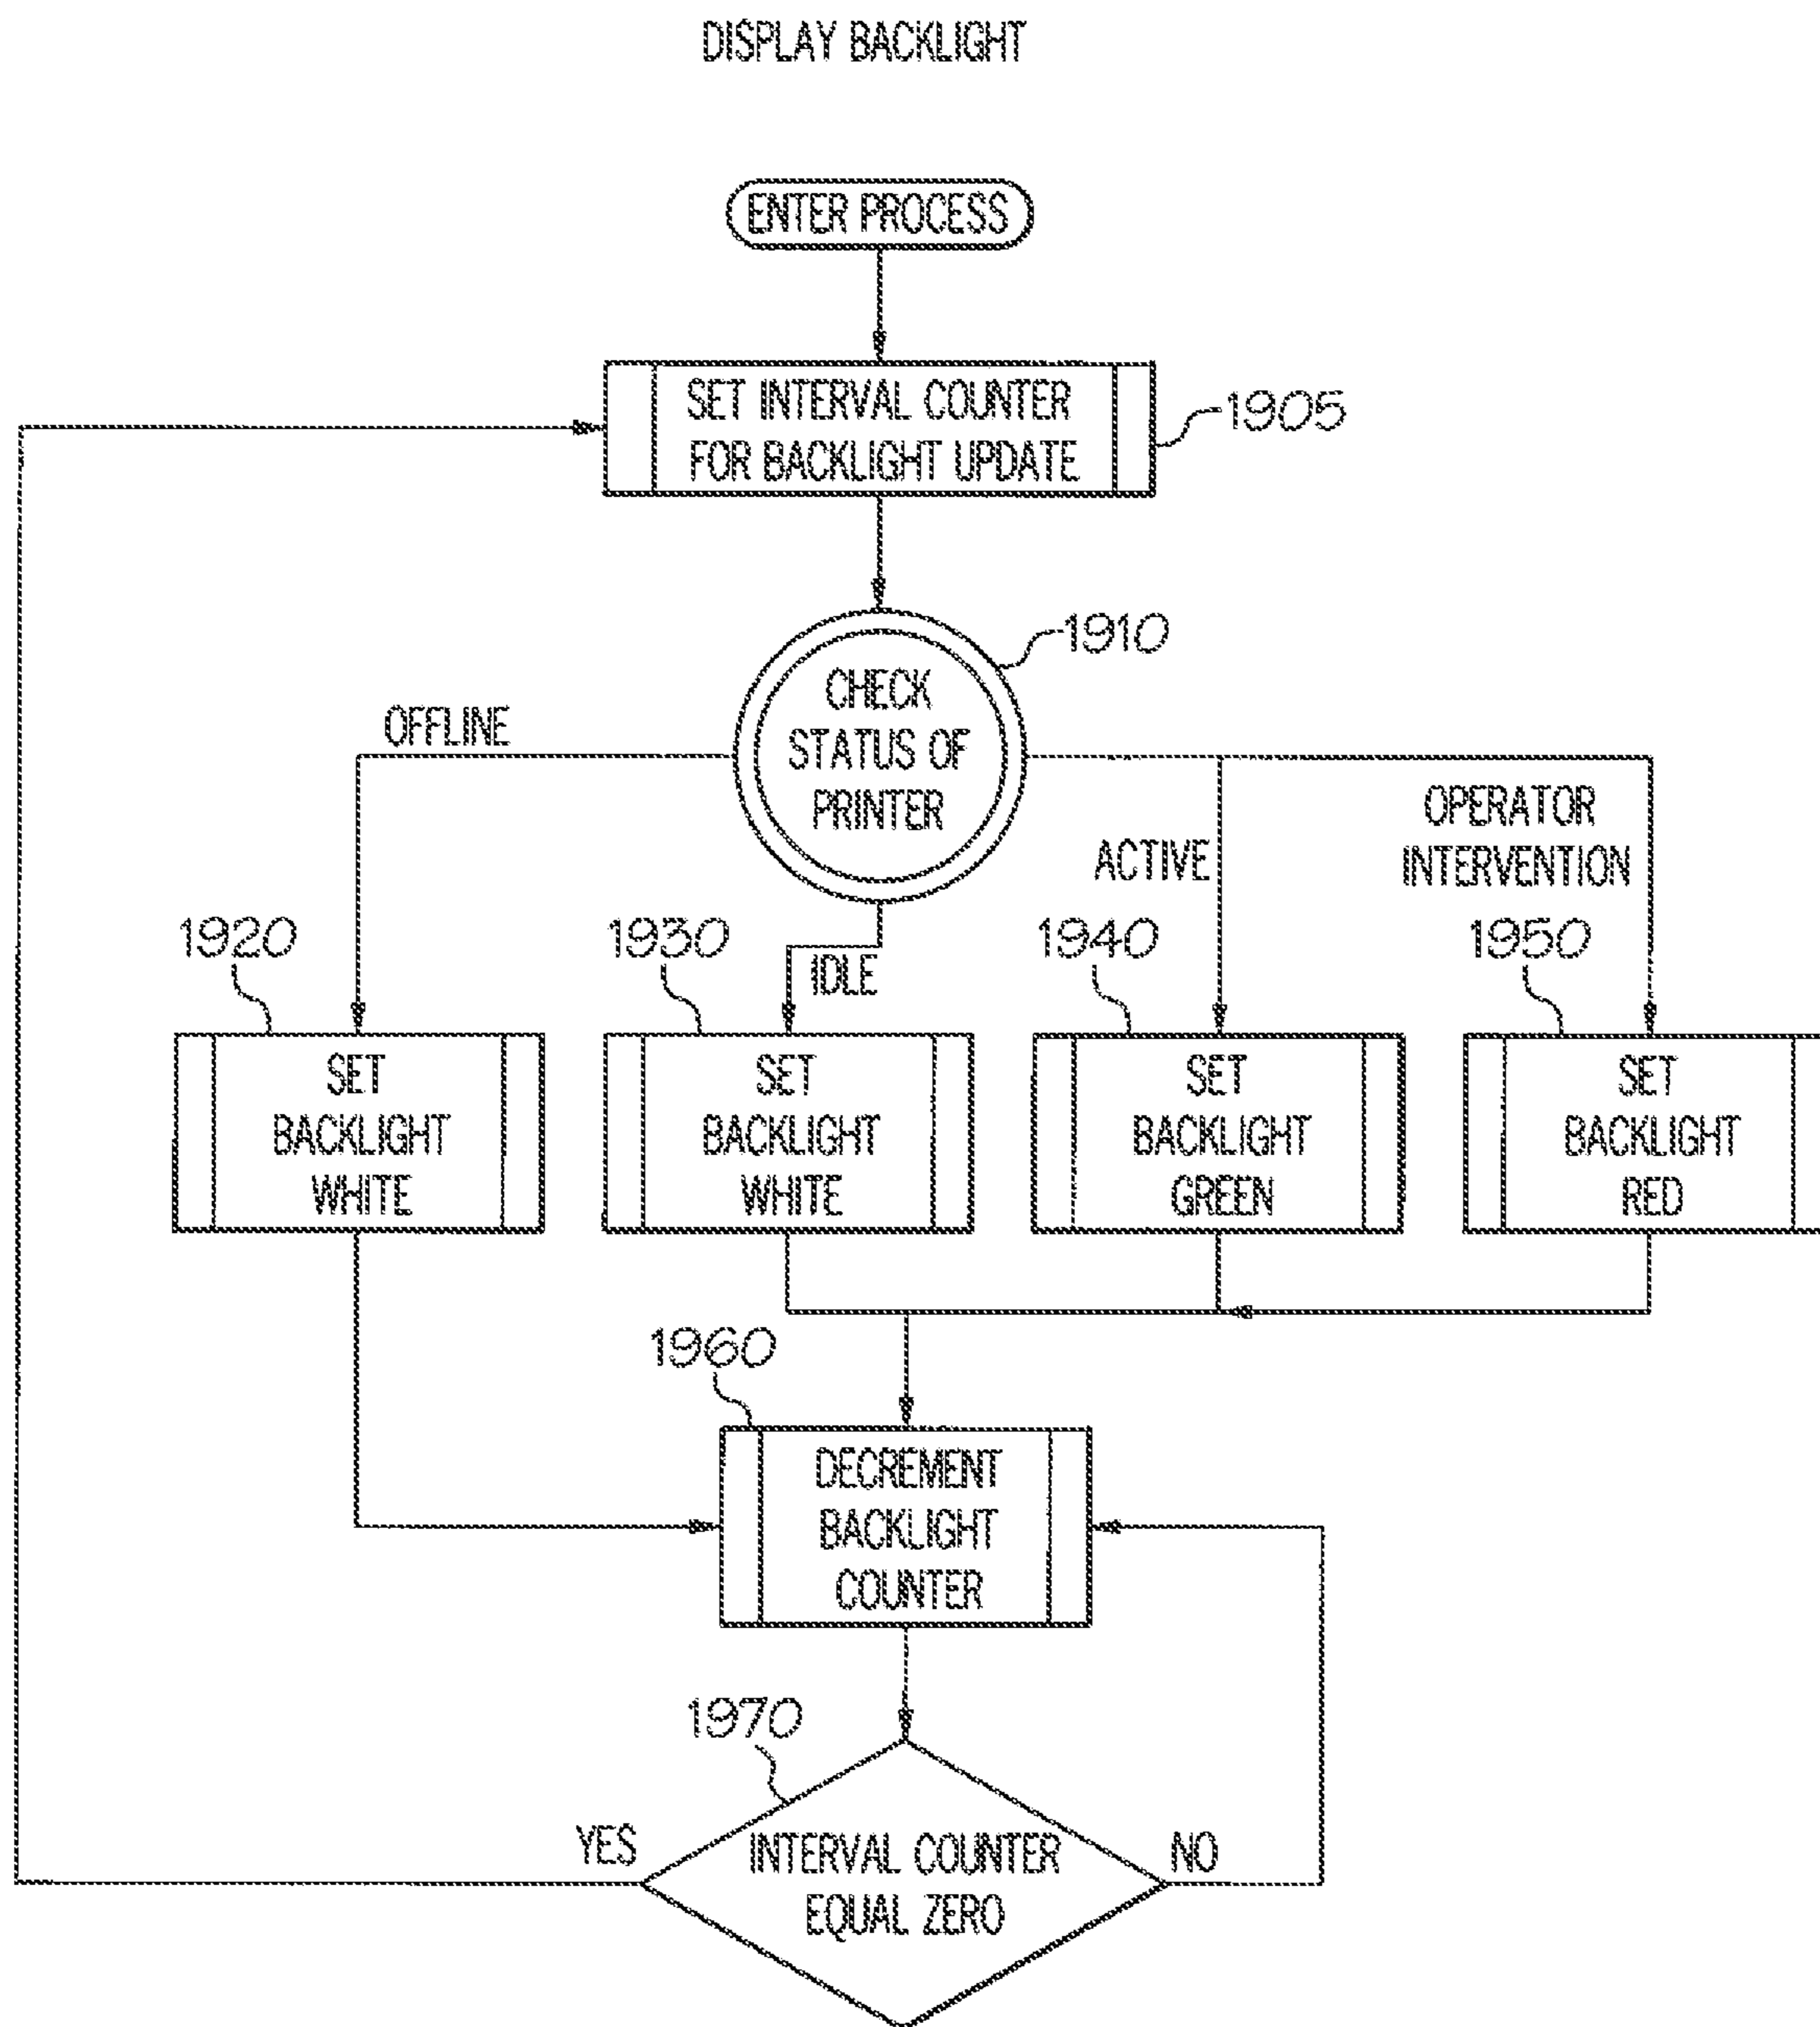 DISPLAY BACKLIGHT
ENTER PROCESS
SET INTERVAL COUNTER
FOR BACKLIGHT UPDATE
1905
1910
CHECK
STATUS OF
PRINTER
OFFLINE
IDLE
ACTIVE
OPERATOR
INTERVENTION
1920
SET
BACKLIGHT
WHITE
1930
SET
BACKLIGHT
WHITE
1940
SET
BACKLIGHT
GREEN
1950
SET
BACKLIGHT
RED
1960
DECREMENT
BACKLIGHT
COUNTER
1970
INTERVAL COUNTER
EQUAL ZERO
YES
NO